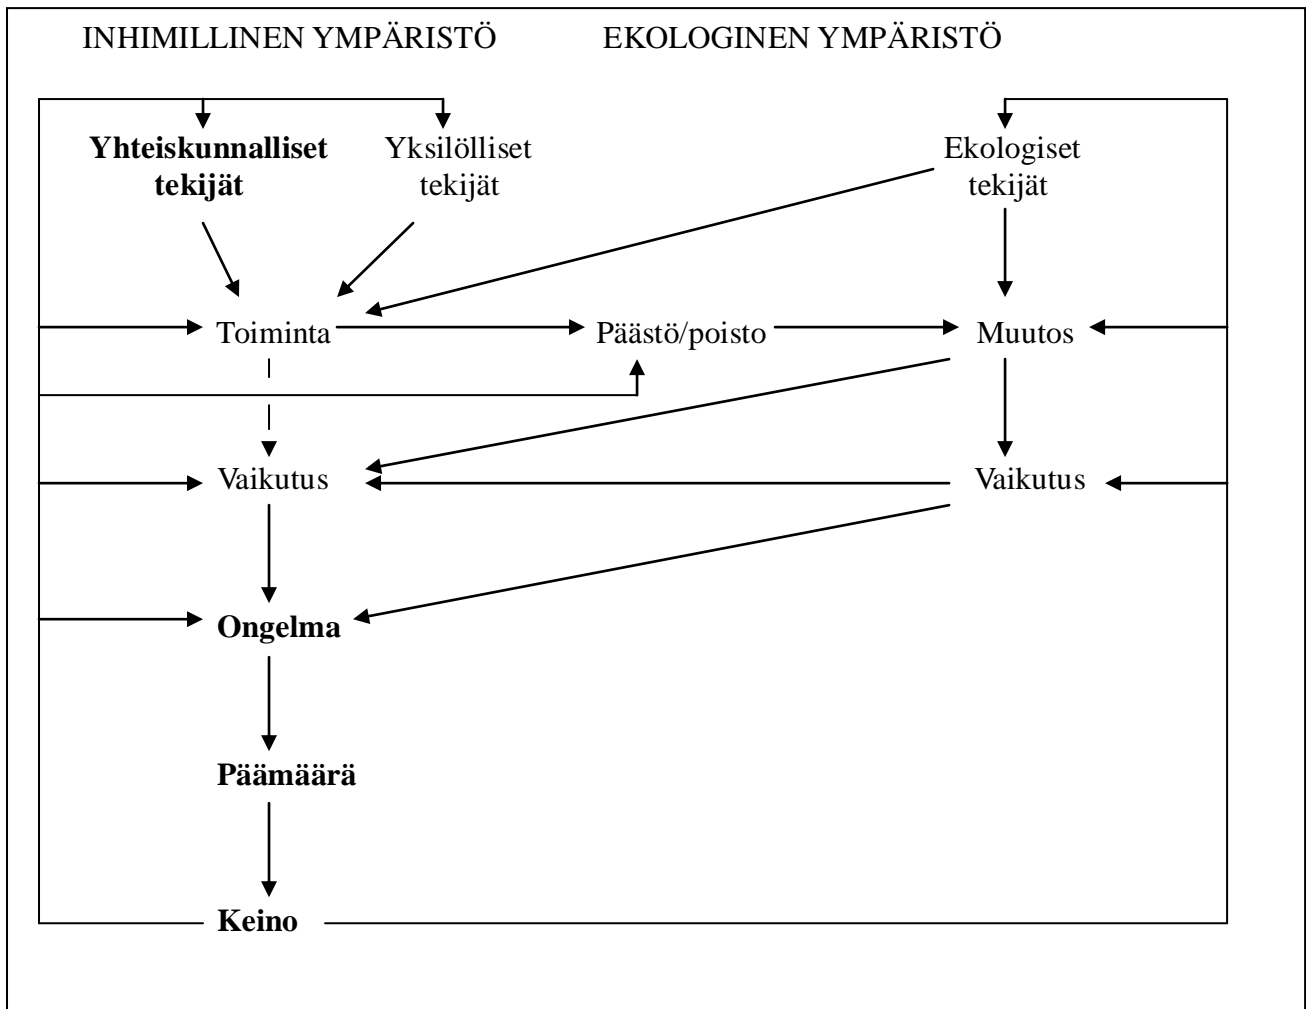 INHIMILLINEN YMPÄRISTÖ EKOLOGINEN YMPÄRISTÖ
Yhteiskunnalliset
tekijät
Yksilölliset
tekijät
Ekologiset
tekijät
Toiminta
Päästö/poisto
Muutos
Vaikutus
Vaikutus
Ongelma
Päämäärä
Keino